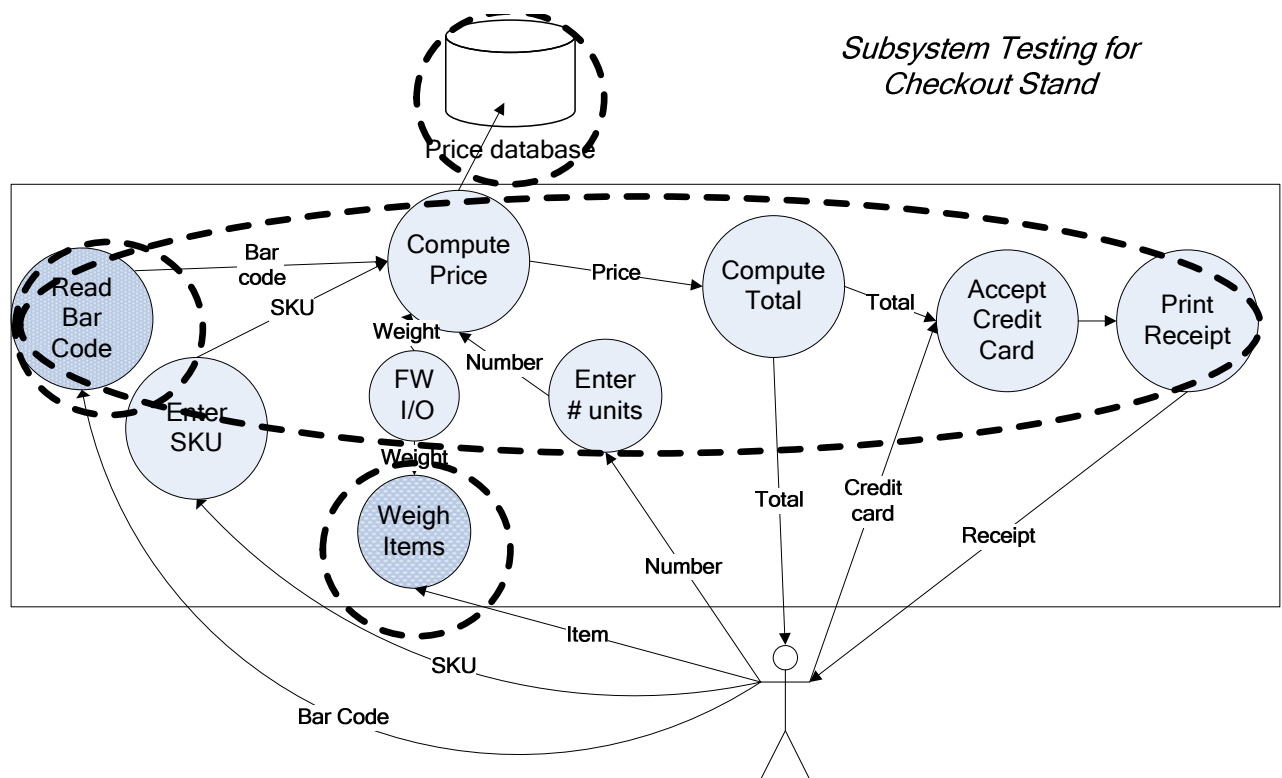 Subsystem Testing for
Checkout Stand
Price database
Read
Bar
Code
Bar
code
SKU
Compute
Price
Price
Compute
Total
Total
Accept
Credit
Card
Print
Receipt
Weight
Number
FW
I/O
Enter
# units
Enter
SKU
Weight
Weigh
Items
Total
Credit
card
Receipt
Number
Item
SKU
Bar Code